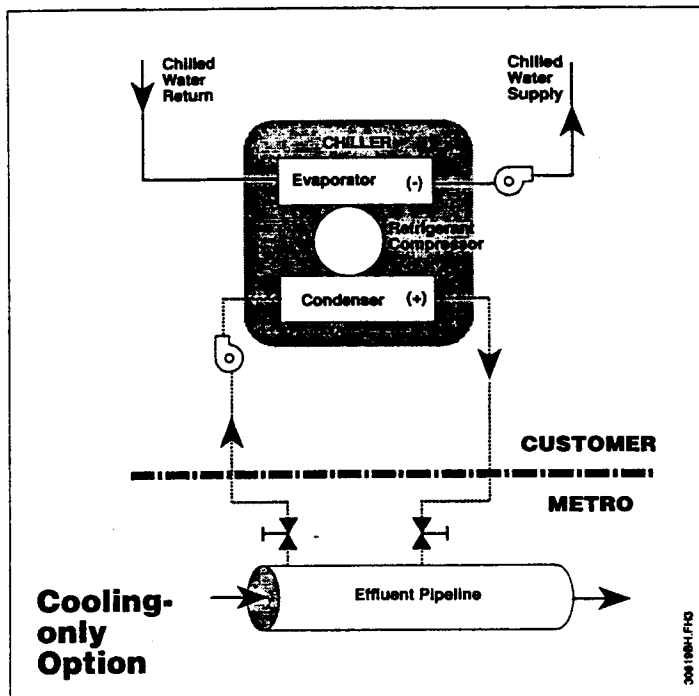 Chilled
Water
Return
Chilled
Water
Supply
CHILLER
Evaporator (-)
Refrigerant
Compressor
Condenser (+)
CUSTOMER
METRO
Effluent Pipeline
Cooling-
only
Option